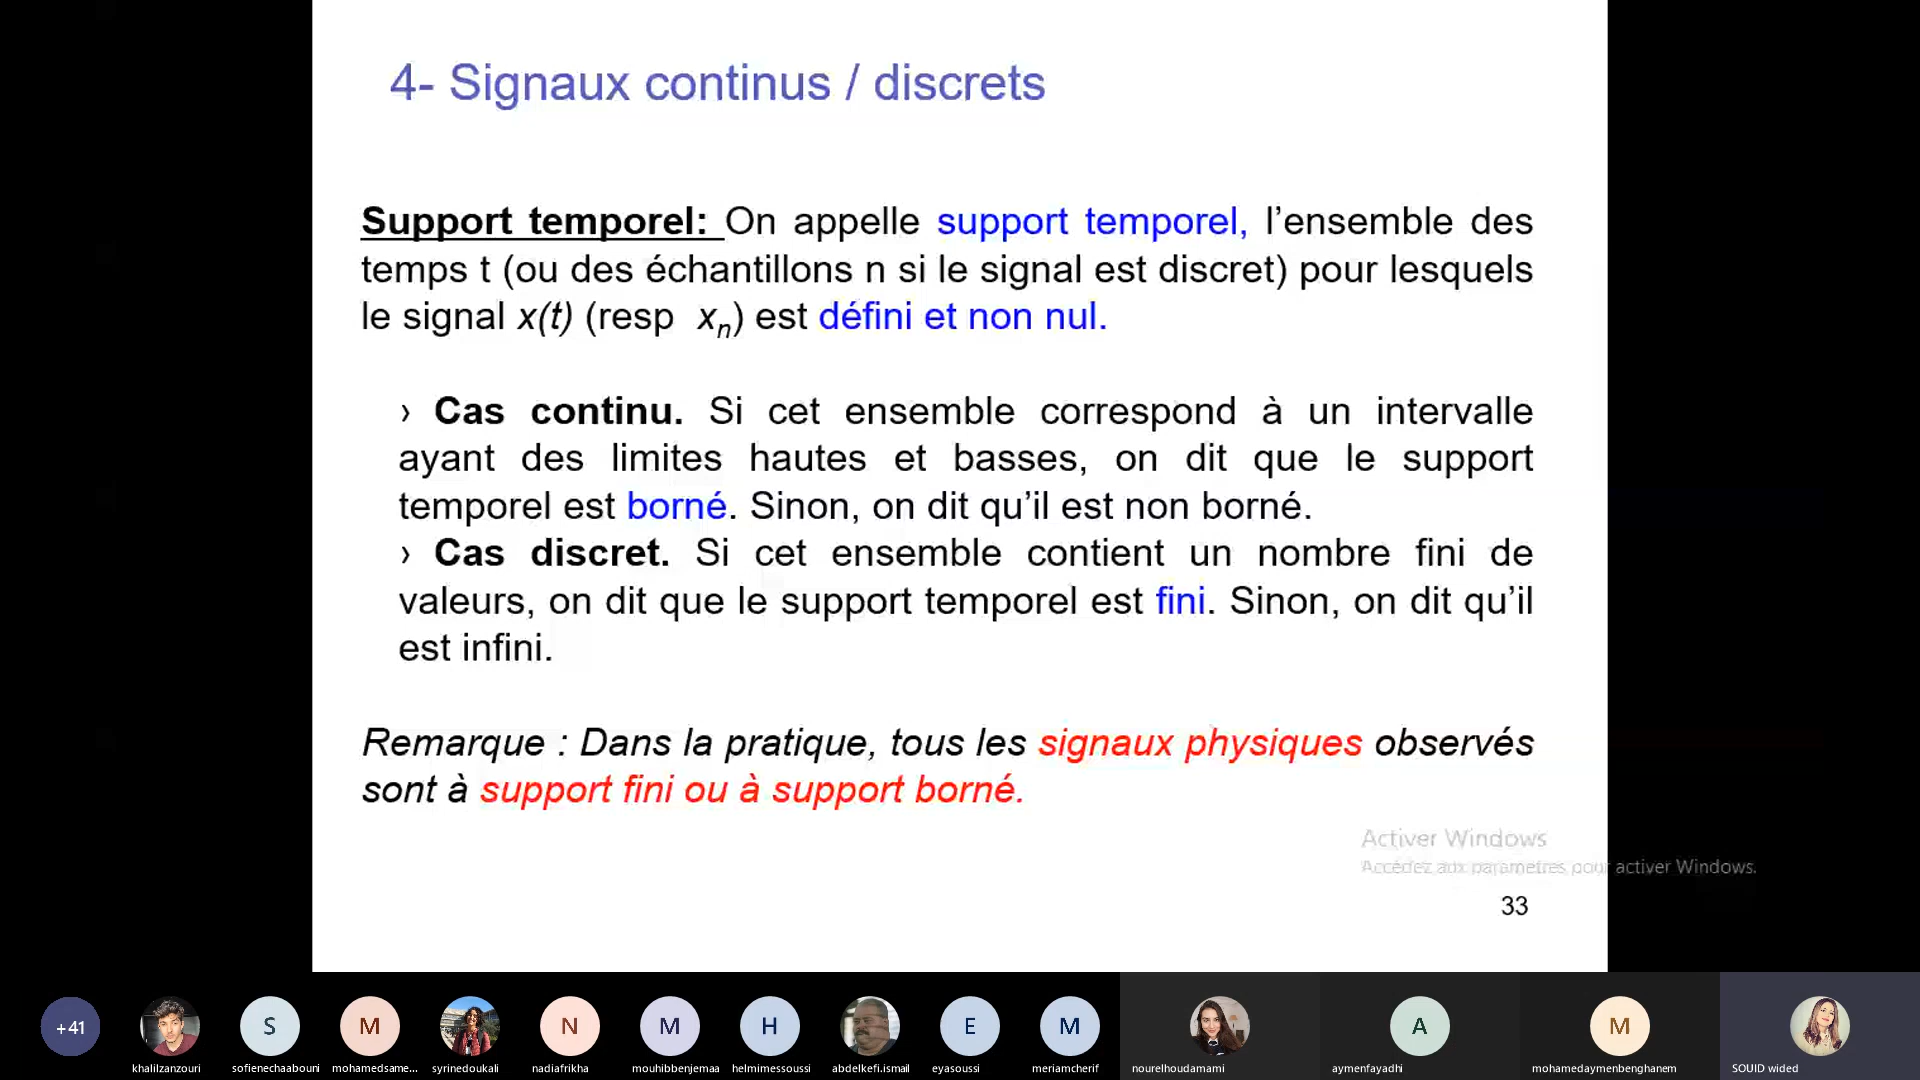 4- Signaux continus / discrets
Support temporel: On appelle support temporel, l’ensemble des
temps t (ou des échantillons n si le signal est discret) pour lesquels
le signal x(t) (resp xn) est défini et non nul.
› Cas continu. Si cet ensemble correspond à un intervalle
ayant des limites hautes et basses, on dit que le support
temporel est borné. Sinon, on dit qu’il est non borné.
› Cas discret. Si cet ensemble contient un nombre fini de
valeurs, on dit que le support temporel est fini. Sinon, on dit qu’il
est infini.
Remarque : Dans la pratique, tous les signaux physiques observés
sont à support fini ou à support borné.
Activer Windows
Accédez aux paramètres pour activer Windows.
33
+41
S
M
N
M
H
E
M
A
M
khalilzanzouri
sofienechaabouni
mohamedsame...
syrinedoukali
nadiafrikha
mouhibbenjemaa
helmimessoussi
abdelkefi.ismail
eyasoussi
meriamcherif
nourelhoudamami
aymenfayadhi
mohamedaymenbenghanem
SOUID wided